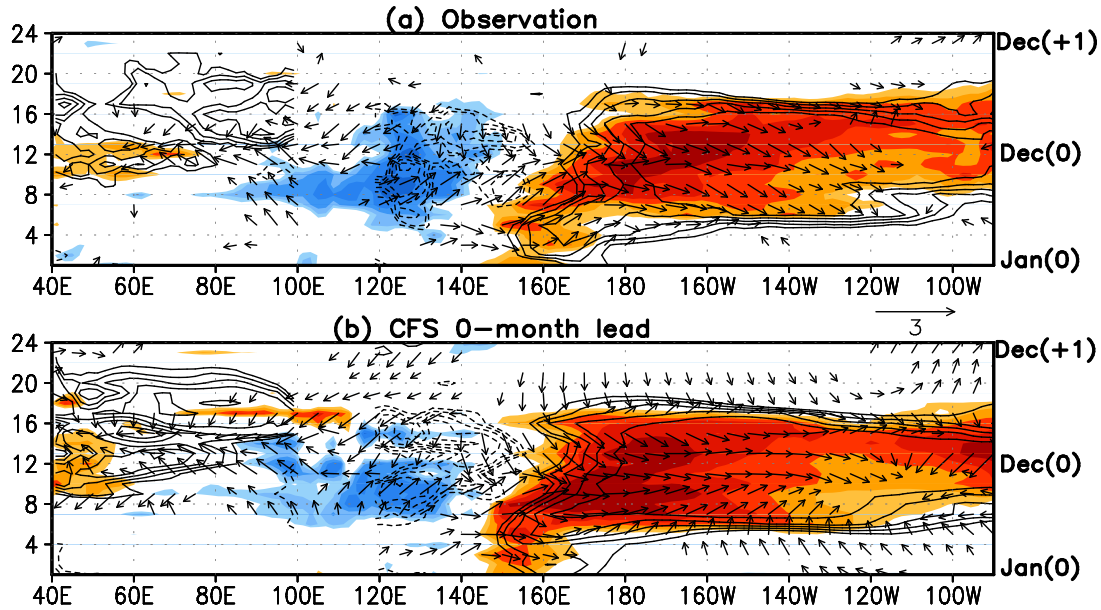 (a) Observation
24 Dec(+1)
20
16
12 Dec(0)
8
4
Jan(0)
40E 60E 80E 100E 120E 140E 160E 180 160W 140W 120W 100W
3
(b) CFS 0-month lead
24 Dec(+1)
20
16
12 Dec(0)
8
4
Jan(0)
40E 60E 80E 100E 120E 140E 160E 180 160W 140W 120W 100W